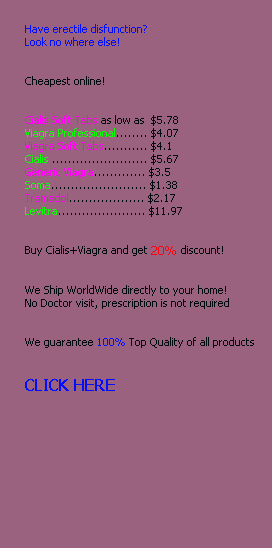 Have erectile disfunction?
Look no where else!
Cheapest online!
Cialis Soft Tabs as low as $5.78
Viagra Professional........ $4.07
Viagra Soft Tabs........... $4.1
Cialis ........................ $5.67
Generic Viagra............. $3.5
Soma....................... $1.38
Tramadol................... $2.17
Levitra...................... $11.97
Buy Cialis+Viagra and get 20% discount!
We Ship WorldWide directly to your home!
No Doctor visit, prescription is not required
We guarantee 100% Top Quality of all products
CLICK HERE